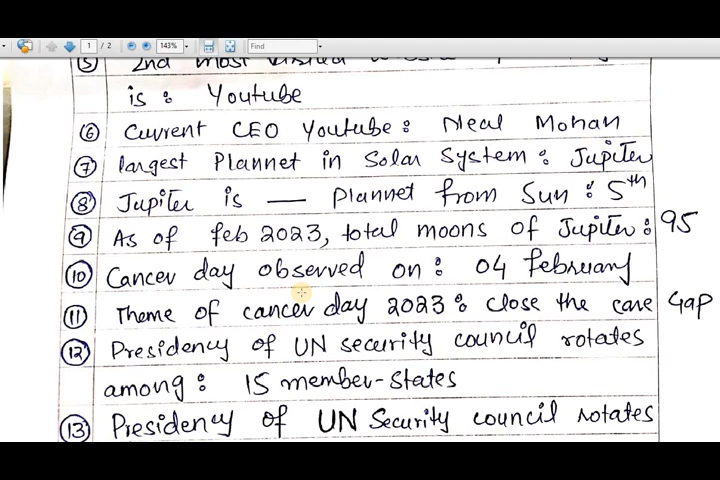 1 / 2 143% Find
5 2nd most
is : Youtube
6 Current CEO Youtube : Neal Mohan
7 largest Plannet in Solar System : Jupiter
8 Jupiter is — Plannet from Sun : 5th
9 As of feb 2023, total moons of Jupiter : 95
10 Cancer day observed on : 04 february
11 Theme of cancer day 2023 : close the care Gap
12 Presidency of UN security council rotates
among : 15 member-states
13 Presidency of UN Security council rotates